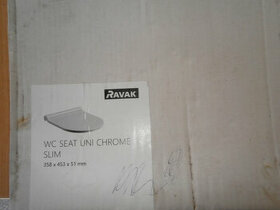 RAVAK
WC SEAT UNI CHROME
SLIM
358 x 453 x 51 mm